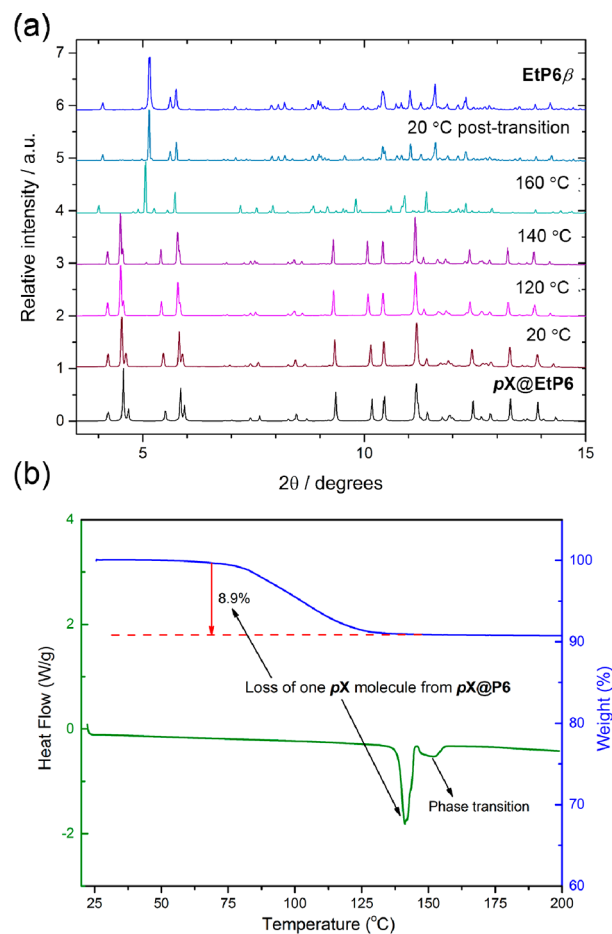 (a)
7
6
5
4
3
2
1
0
Relative intensity / a.u.
EtP6β
20 °C post-transition
160 °C
140 °C
120 °C
20 °C
pX@EtP6
5 10 15
2θ / degrees
(b)
4
2
0
-2
Heat Flow (W/g)
100
90
80
70
60
Weight (%)
8.9%
Loss of one pX molecule from pX@P6
Phase transition
25 50 75 100 125 150 175 200
Temperature (°C)